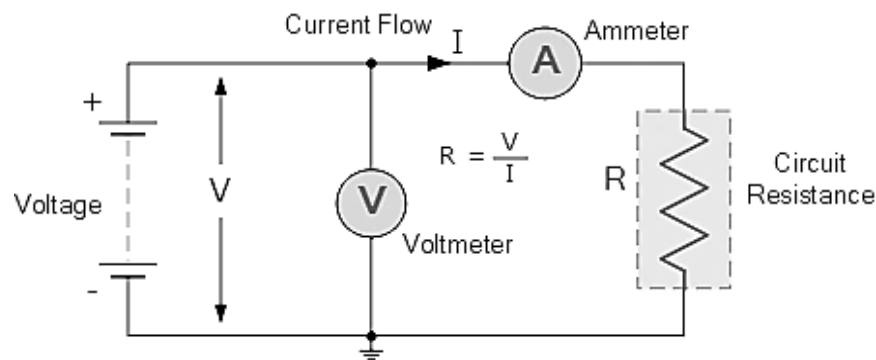 Current Flow
I
Ammeter
A
+
V
R = V
I
R
Circuit
Resistance
Voltage
V
Voltmeter
-